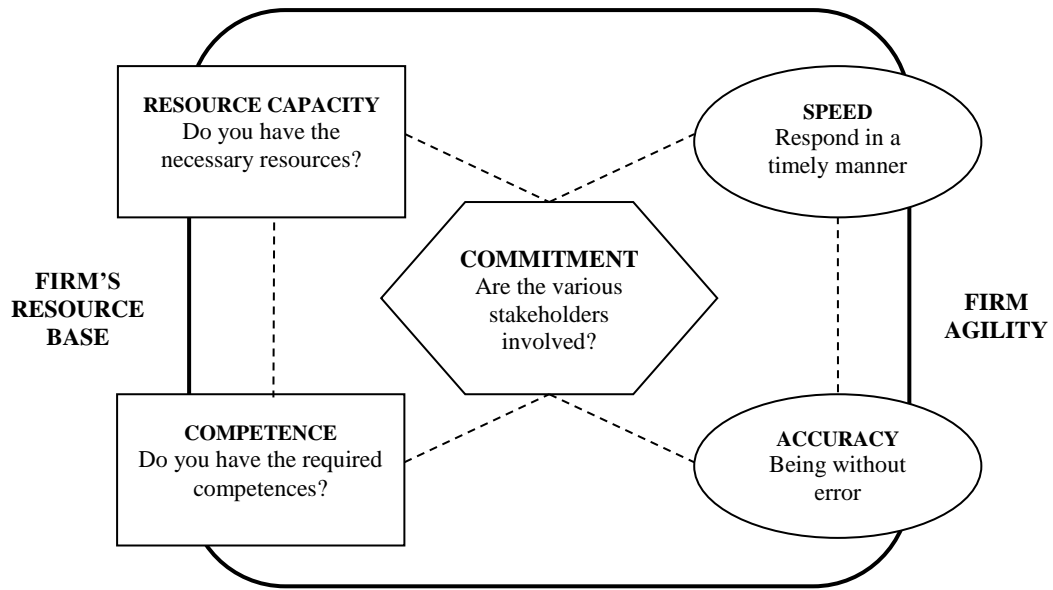 RESOURCE CAPACITY
Do you have the
necessary resources?
SPEED
Respond in a
timely manner
FIRM’S
RESOURCE
BASE
COMMITMENT
Are the various
stakeholders
involved?
FIRM
AGILITY
COMPETENCE
Do you have the required
competences?
ACCURACY
Being without
error